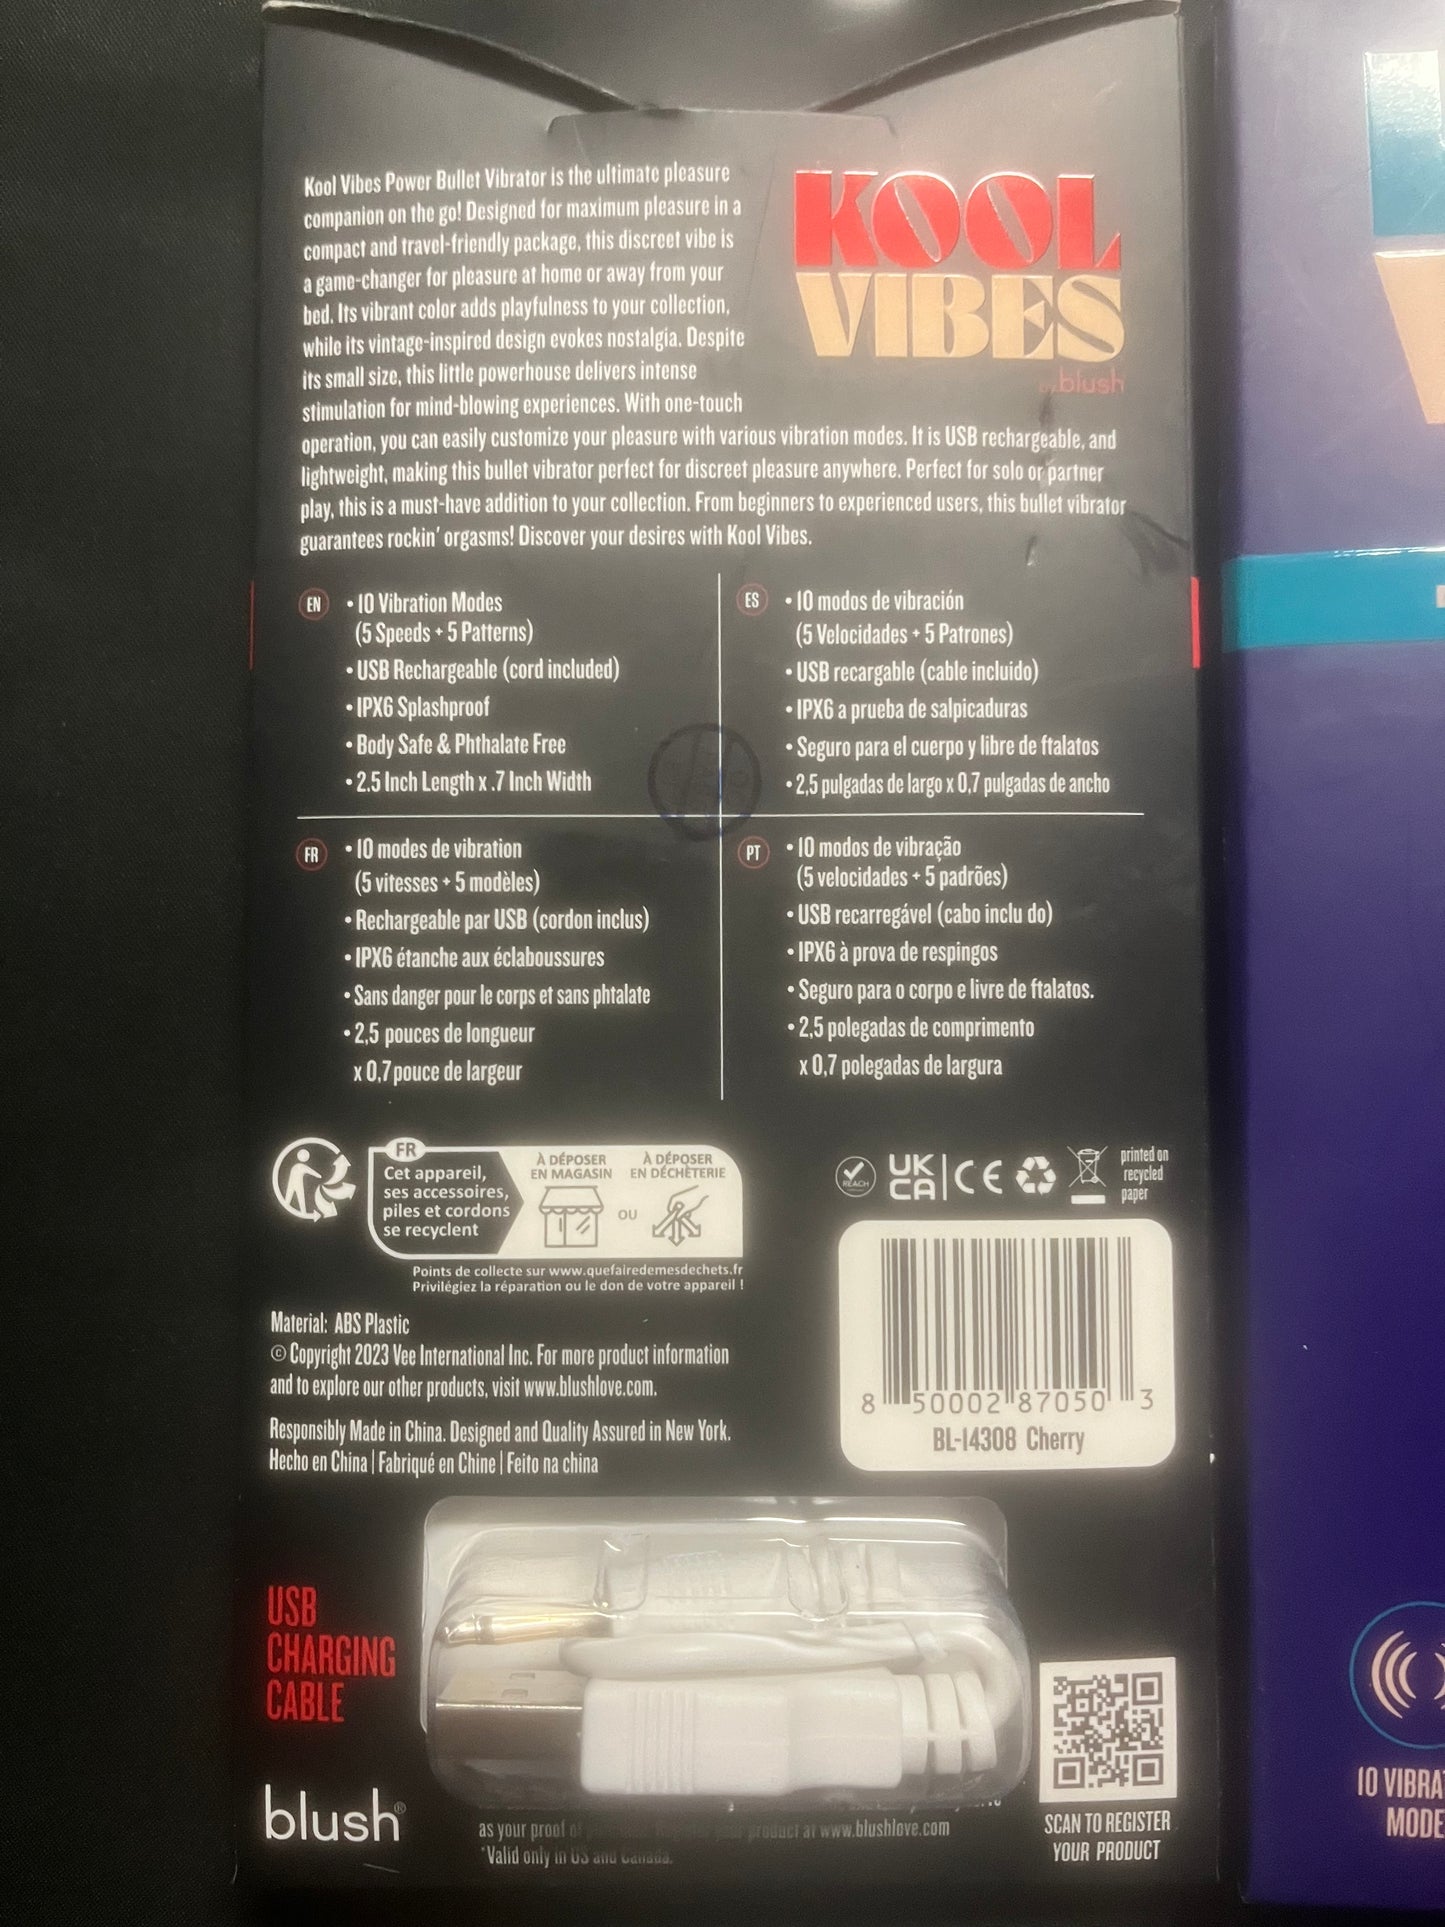 Kool Vibes Power Bullet Vibrator is the ultimate pleasure
companion on the go! Designed for maximum pleasure in a
compact and travel-friendly package, this discreet vibe is
a game-changer for pleasure at home or away from your
bed. Its vibrant color adds playfulness to your collection,
while its vintage-inspired design evokes nostalgia. Despite
its small size, this little powerhouse delivers intense
stimulation for mind-blowing experiences. With one-touch
operation, you can easily customize your pleasure with various vibration modes. It is USB rechargeable, and
lightweight, making this bullet vibrator perfect for discreet pleasure anywhere. Perfect for solo or partner
play, this is a must-have addition to your collection. From beginners to experienced users, this bullet vibrator
guarantees rockin' orgasms! Discover your desires with Kool Vibes.
KOOL
VIBES
by blush
EN
• 10 Vibration Modes
(5 Speeds + 5 Patterns)
• USB Rechargeable (cord included)
• IPX6 Splashproof
• Body Safe & Phthalate Free
• 2.5 Inch Length x .7 Inch Width
ES
• 10 modos de vibración
(5 Velocidades + 5 Patrones)
• USB recargable (cable incluido)
• IPX6 a prueba de salpicaduras
• Seguro para el cuerpo y libre de ftalatos
• 2,5 pulgadas de largo x 0,7 pulgadas de ancho
FR
• 10 modes de vibration
(5 vitesses + 5 modèles)
• Rechargeable par USB (cordon inclus)
• IPX6 étanche aux éclaboussures
• Sans danger pour le corps et sans phtalate
• 2,5 pouces de longueur
x 0,7 pouce de largeur
PT
• 10 modos de vibração
(5 velocidades + 5 padrões)
• USB recarregável (cabo inclu do)
• IPX6 à prova de respingos
• Seguro para o corpo e livre de ftalatos.
• 2,5 polegadas de comprimento
x 0,7 polegadas de largura
FR
Cet appareil,
ses accessoires,
piles et cordons
se recyclent
À DÉPOSER
EN MAGASIN
OU
À DÉPOSER
EN DÉCHÈTERIE
Points de collecte sur www.quefairedemesdechets.fr
Privilégiez la réparation ou le don de votre appareil !
REACH
UK
CA
CE
printed on
recycled
paper
Material: ABS Plastic
© Copyright 2023 Vee International Inc. For more product information
and to explore our other products, visit www.blushlove.com.
Responsibly Made in China. Designed and Quality Assured in New York.
Hecho en China | Fabriqué en Chine | Feito na china
8 50002 87050 3
BL-14308 Cherry
USB
CHARGING
CABLE
blush®
as your proof of product at www.blushlove.com
*Valid only in US and Canada.
SCAN TO REGISTER
YOUR PRODUCT
10 VIBRA
MODE